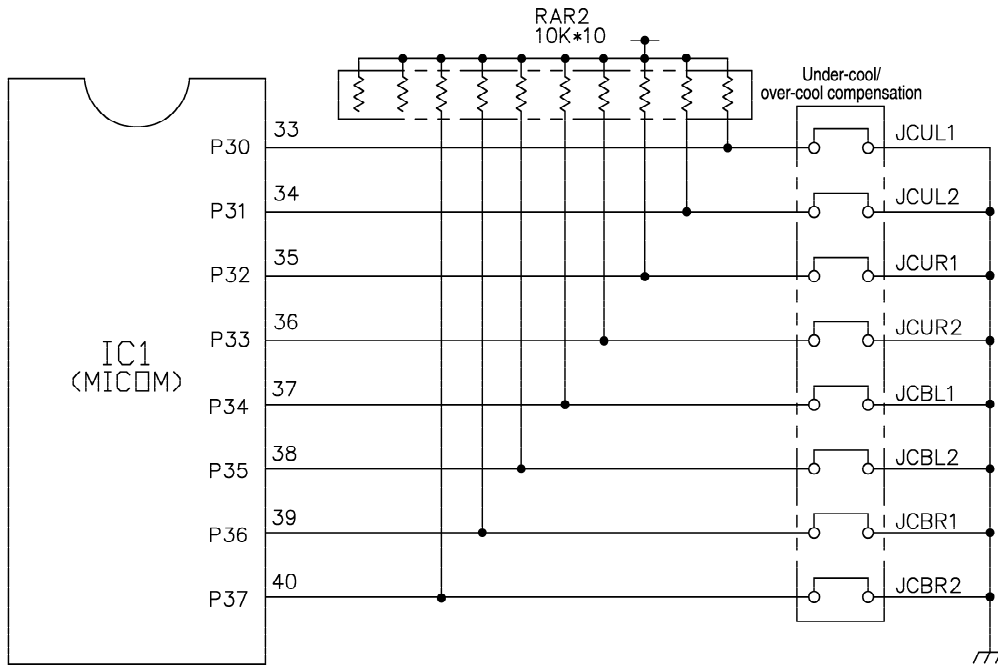 RAR2
10K*10
Under-cool/
over-cool compensation
P30 33 JCUL1
P31 34 JCUL2
P32 35 JCUR1
P33 36 JCUR2
IC1
(MICOM)
P34 37 JCBL1
P35 38 JCBL2
P36 39 JCBR1
P37 40 JCBR2